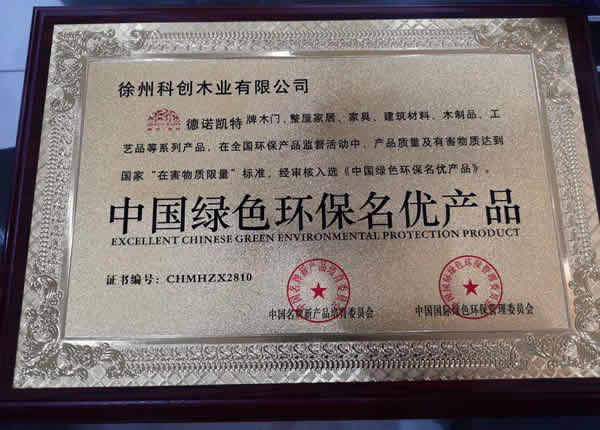 徐州科创木业有限公司
德诺凯特牌木门、整屋家居、家具、建筑材料、木制品、工
艺品等系列产品，在全国环保产品监督活动中、产品质量及有害物质达到
国家“在害物质限量”标准，经审核入选《中国绿色环保名优产品》。
中国绿色环保名优产品
EXCELLENT CHINESE GREEN ENVIRONMENTAL PROTECTION PRODUCT
证书编号：CHMHZX2810
中国名牌新产品培育委员会
中国国际绿色环保管理委员会